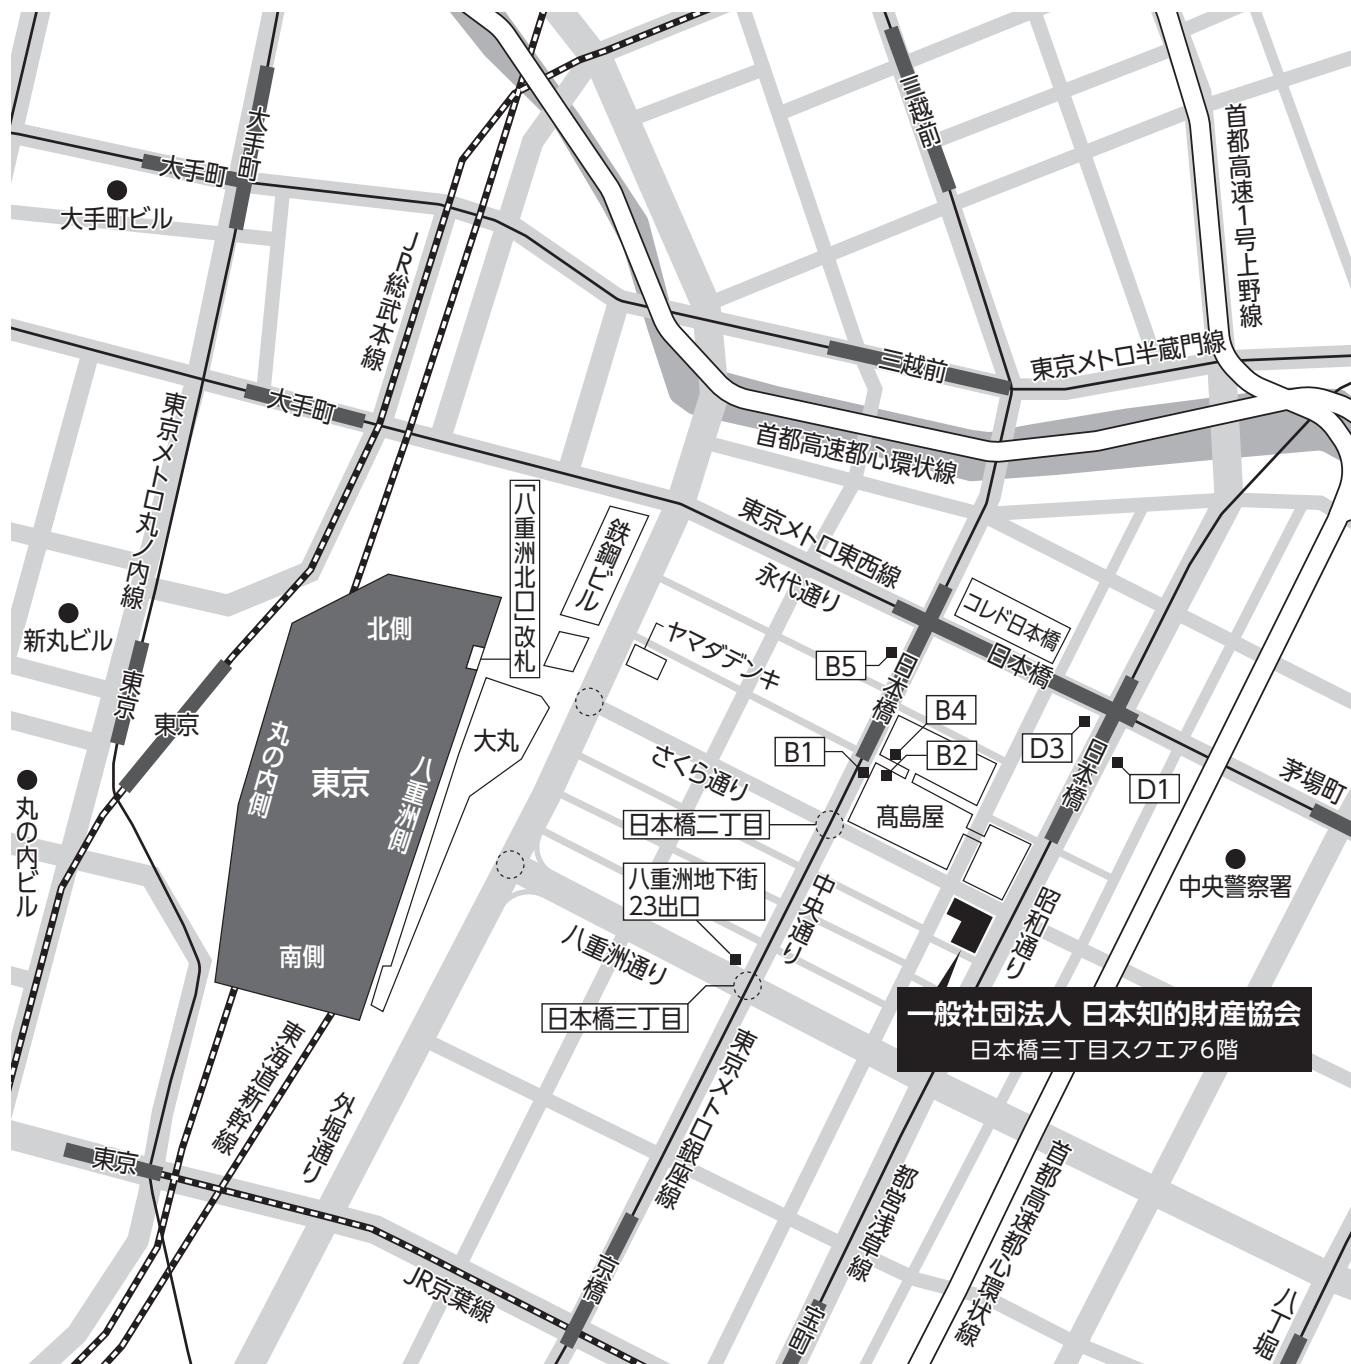 三越前
首都高速1号上野線
大手町
大手町
大手町ビル
JR総武本線
三越前
東京メトロ半蔵門線
東京メトロ丸ノ内線
大手町
首都高速都心環状線
「八重洲北口」改札
鉄鋼ビル
東京メトロ東西線
永代通り
コレド日本橋
北側
新丸ビル
ヤマダデンキ
B5
日本橋
日本橋
東京
東京
丸の内側
東京
八重洲側
大丸
さくら通り
B4
B1
B2
D3
日本橋
D1
茅場町
丸の内ビル
日本橋二丁目
髙島屋
中央警察署
八重洲地下街
23出口
中央通り
昭和通り
南側
八重洲通り
日本橋三丁目
一般社団法人 日本知的財産協会
日本橋三丁目スクエア6階
東海道新幹線
外堀通り
東京メトロ銀座線
東京
都営浅草線
首都高速都心環状線
JR京葉線
京橋
宝町
八丁堀